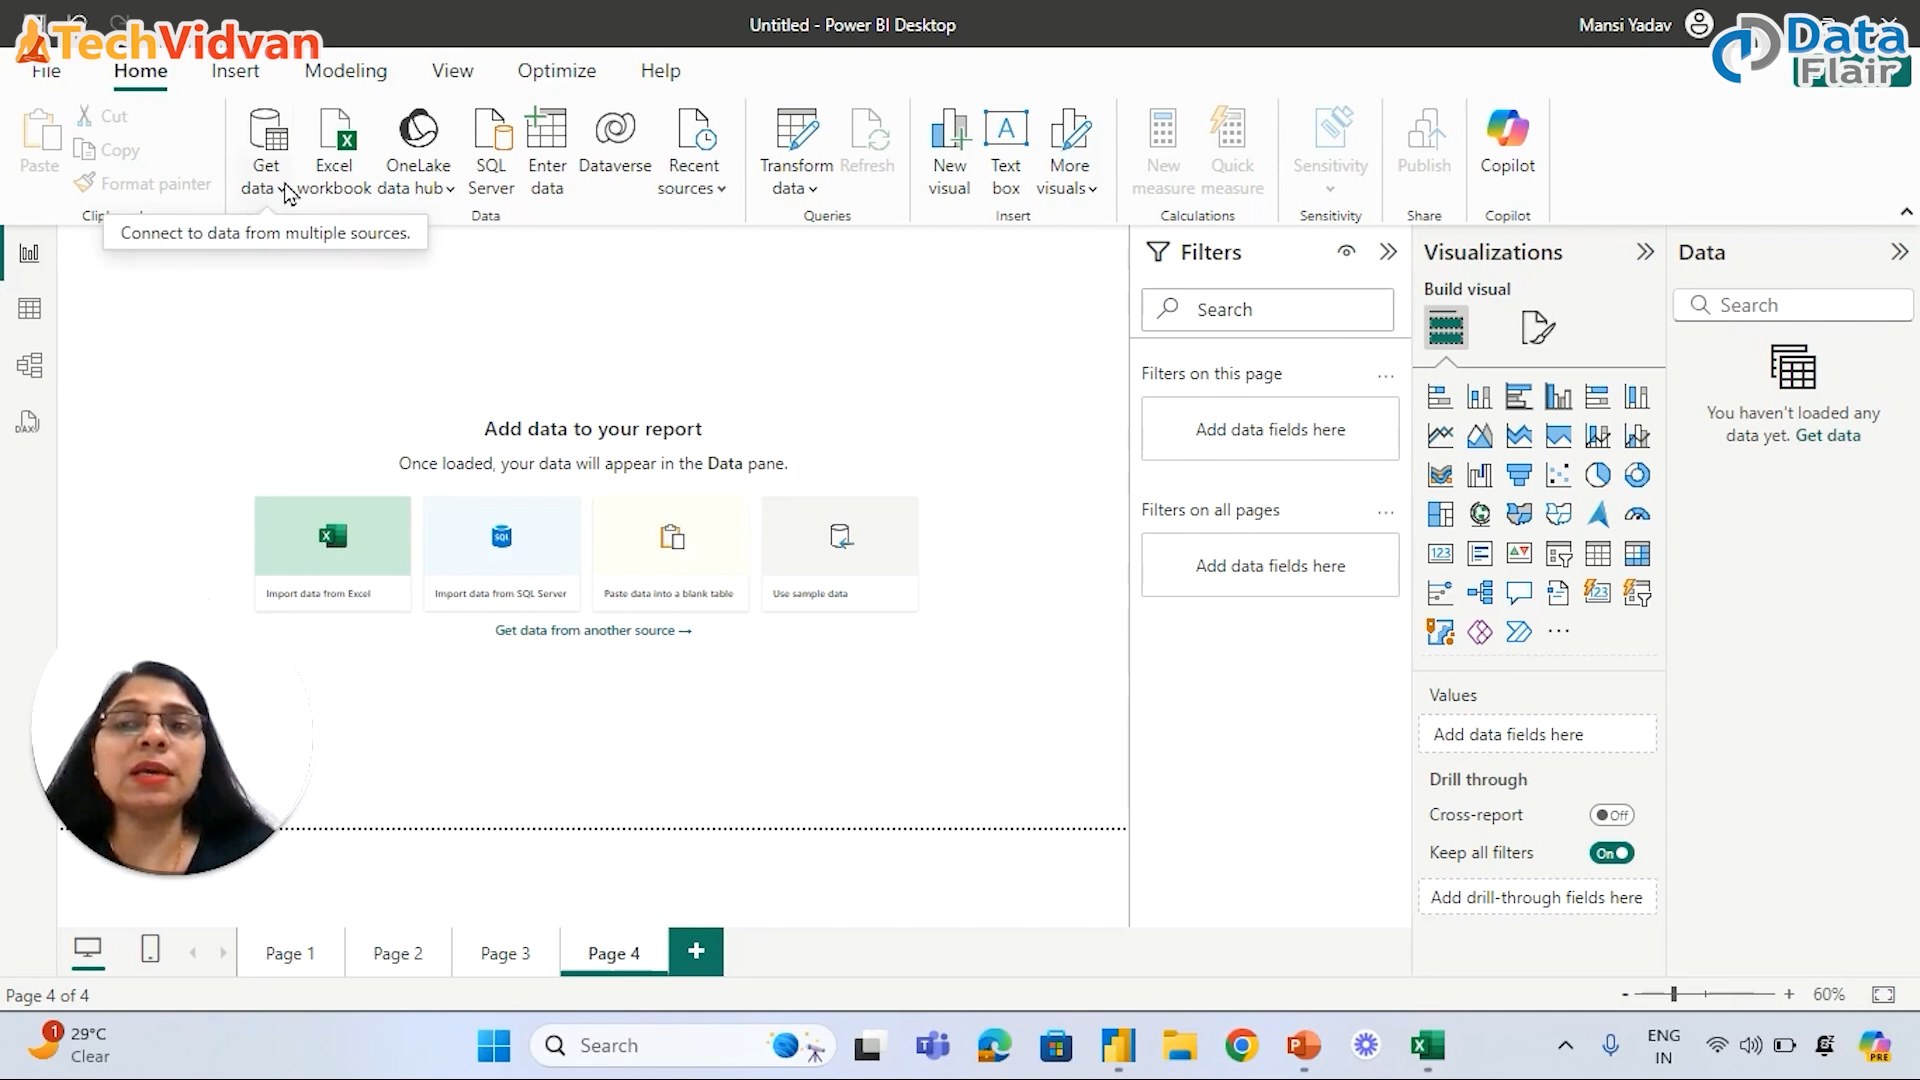 TechVidvan
Untitled - Power BI Desktop
Mansi Yadav
Data
Flair
File
Home
Insert
Modeling
View
Optimize
Help
Paste
Cut
Copy
Format painter
Get
data
Excel
workbook
OneLake
data hub
SQL
Server
Enter
data
Dataverse
Recent
sources
Transform
data
Refresh
New
visual
A
Text
box
More
visuals
New
measure
Quick
measure
Sensitivity
Publish
Copilot
Data
Queries
Insert
Calculations
Sensitivity
Share
Copilot
Connect to data from multiple sources.
DAX
Add data to your report
Once loaded, your data will appear in the Data pane.
SQL
Import data from Excel
Import data from SQL Server
Paste data into a blank table
Use sample data
Get data from another source →
Filters
Search
Filters on this page
...
Add data fields here
Filters on all pages
...
Add data fields here
Visualizations
Build visual
123
123
...
Values
Add data fields here
Drill through
Cross-report
Off
Keep all filters
On
Add drill-through fields here
Data
Search
You haven't loaded any
data yet. Get data
Page 1
Page 2
Page 3
Page 4
+
Page 4 of 4
- + 60%
1
29°C
Clear
Search
ENG
IN
PRE